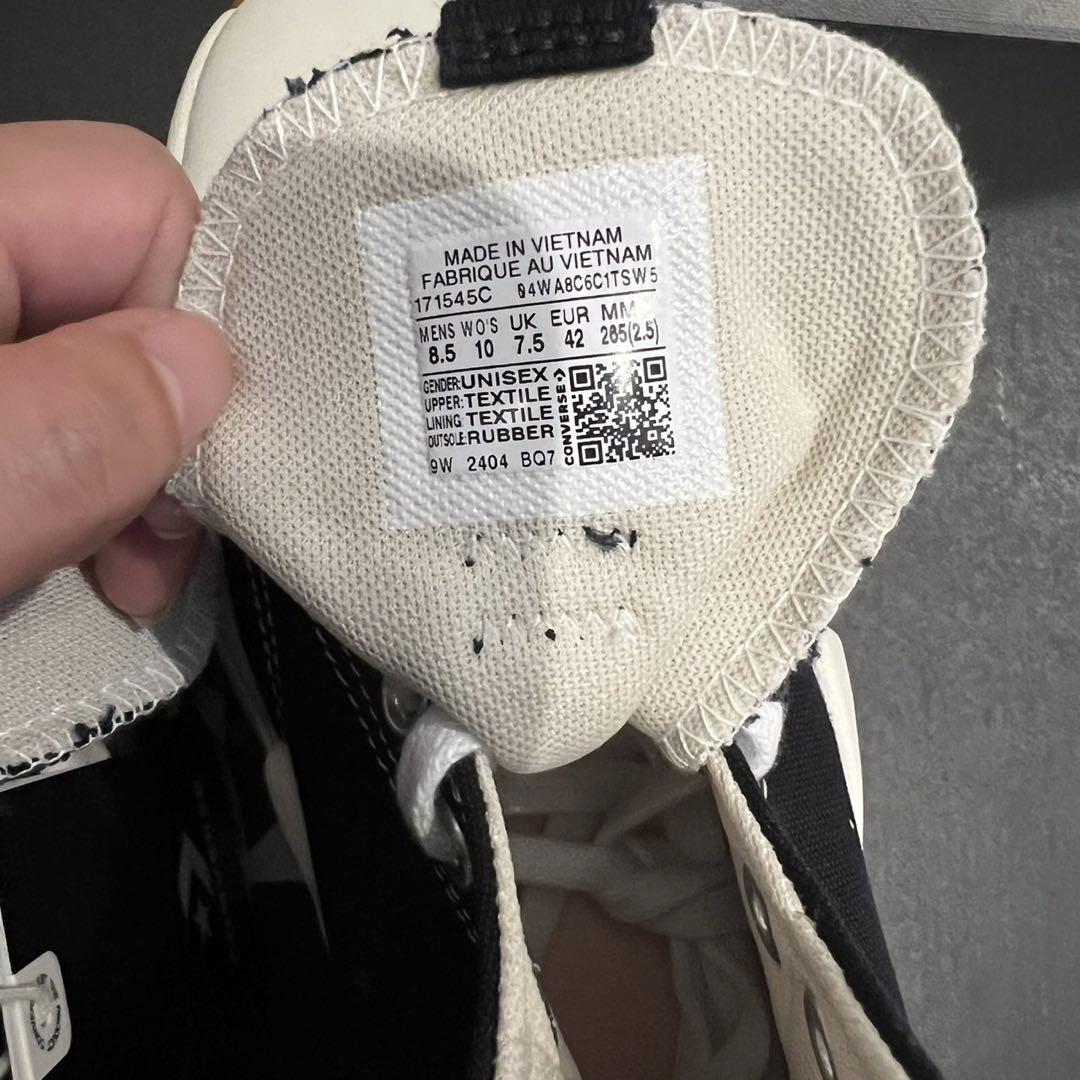 MADE IN VIETNAM
FABRIQUE AU VIETNAM
171545C 04WA8C6C1TSW5
MENS WO'S UK EUR MM
8.5 10 7.5 42 265(2.5)
GENDER:UNISEX
UPPER:TEXTILE
LINING:TEXTILE
OUTSOLE:RUBBER
CONVERSE
9W 2404 BQ7